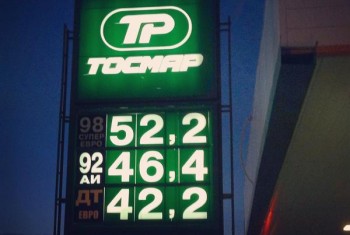 ТР
ТОСМАР
98 СУПЕР ЕВРО 52,2
92 АИ 46,4
ДТ ЕВРО 42,2